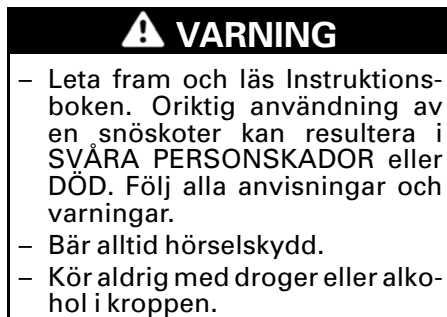 VARNING
– Leta fram och läs Instruktions-
boken. Oriktig användning av
en snöskoter kan resultera i
SVÅRA PERSONSKADOR eller
DÖD. Följ alla anvisningar och
varningar.
– Bär alltid hörselskydd.
– Kör aldrig med droger eller alko-
hol i kroppen.